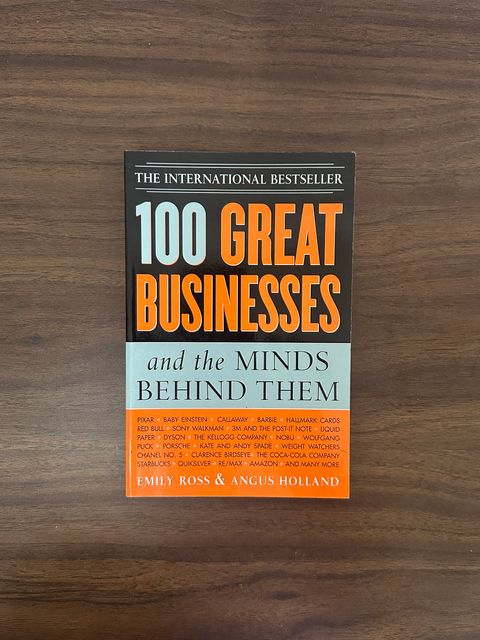 THE INTERNATIONAL BESTSELLER
100 GREAT
BUSINESSES
and the MINDS
BEHIND THEM
PIXAR • BABY EINSTEIN • CALLAWAY • BARBIE • HALLMARK CARDS
RED BULL • SONY WALKMAN • 3M AND THE POST-IT NOTE • LIQUID
PAPER • DYSON • THE KELLOGG COMPANY • NOBU • WOLFGANG
PUCK • PORSCHE • KATE AND ANDY SPADE • WEIGHT WATCHERS
CHANEL NO. 5 • CLARENCE BIRDSEYE • THE COCA-COLA COMPANY
STARBUCKS • QUIKSILVER • RE/MAX • AMAZON • AND MANY MORE
EMILY ROSS & ANGUS HOLLAND